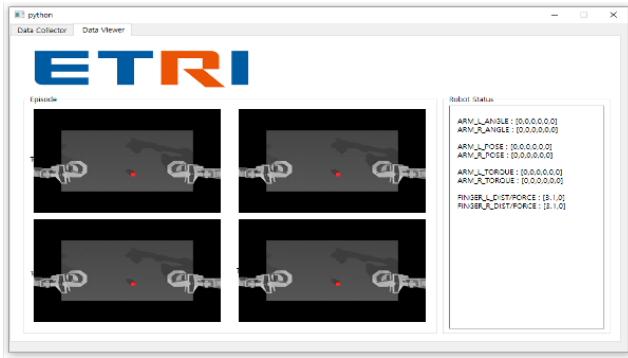 python
Data Collector Data Viewer
ETRI
Episode
Robot Status
ARM_L_ANGLE : [0,0,0,0,0,0]
ARM_R_ANGLE : [0,0,0,0,0,0]
ARM_L_POSE : [0,0,0,0,0,0]
ARM_R_POSE : [0,0,0,0,0,0]
ARM_L_TORQUE : [0,0,0,0,0,0]
ARM_R_TORQUE : [0,0,0,0,0,0]
FINGER_L_DIST/FORCE : [3.1,0]
FINGER_R_DIST/FORCE : [3.1,0]